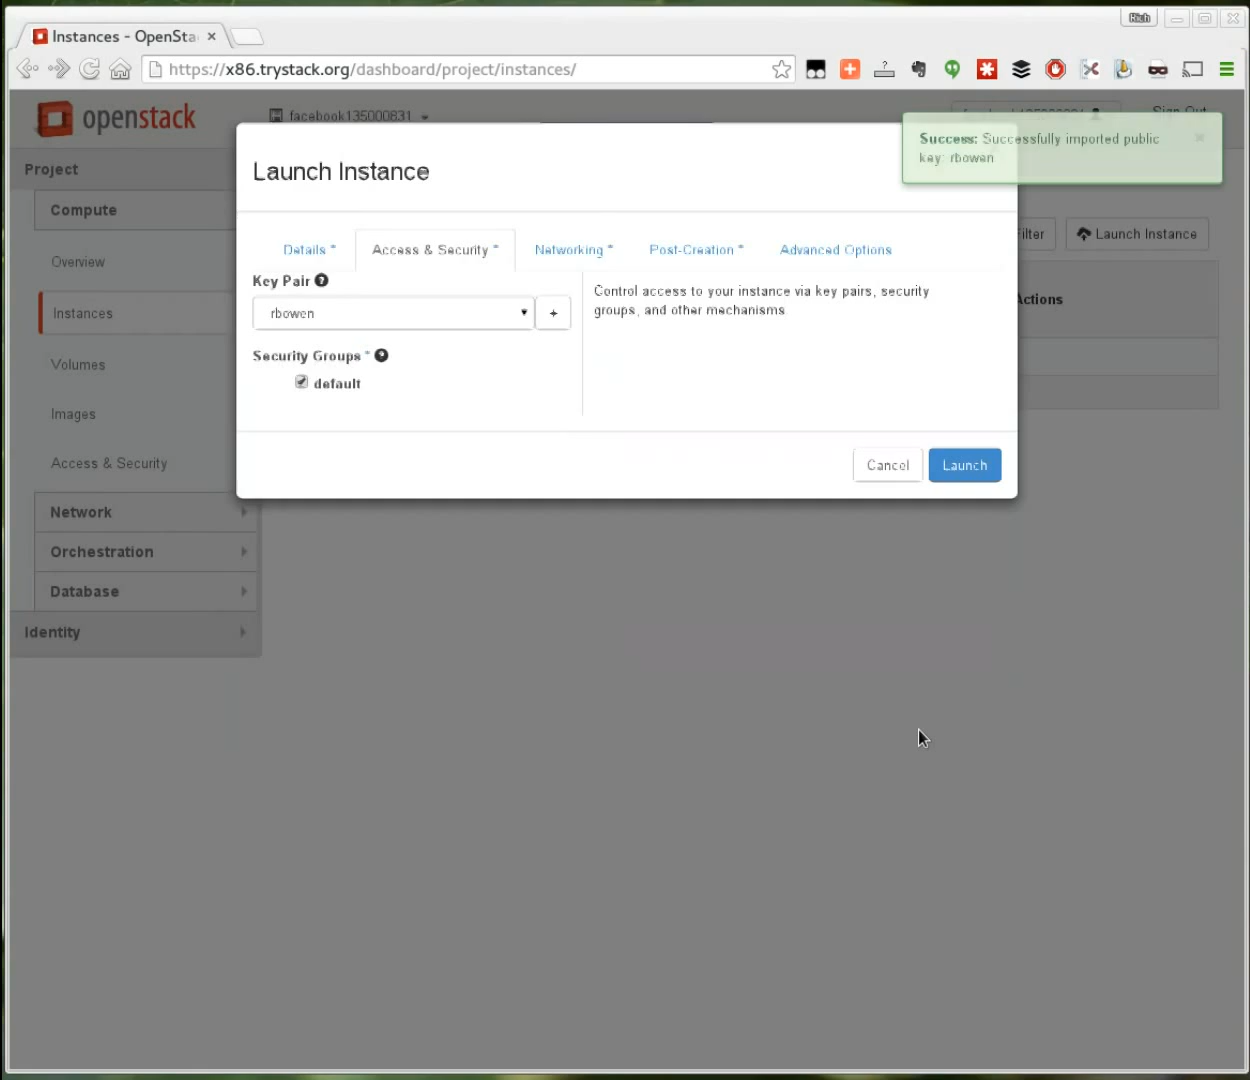 Rich
Instances - OpenSta
https://x86.trystack.org/dashboard/project/instances/
openstack
facebook135000831
Sign Out
Success: Successfully imported public
key: rbowen
Project
Compute
Overview
Instances
Volumes
Images
Access & Security
Network
Orchestration
Database
Identity
Launch Instance
Details *
Access & Security *
Networking *
Post-Creation *
Advanced Options
Key Pair
rbowen
+
Security Groups *
default
Control access to your instance via key pairs, security
groups, and other mechanisms.
Cancel
Launch
Filter
Launch Instance
Actions